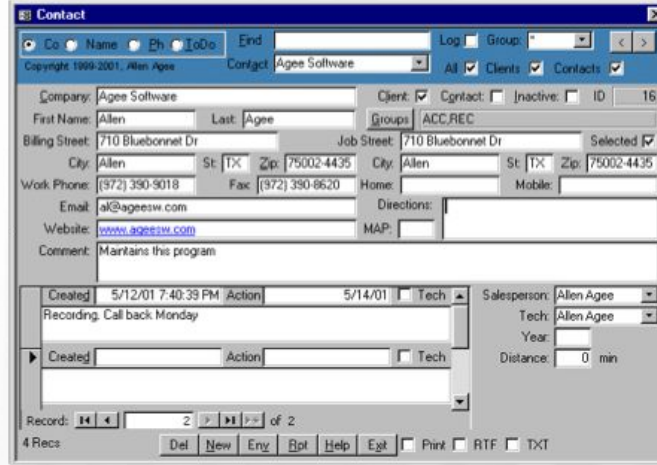 Contact
Co Name Ph ToDo Find Log Group: *
Copyright 1999-2001, Allen Agee Contact Agee Software All Clients Contacts
Company: Agee Software Client: Contact: Inactive: ID 16
First Name: Allen Last: Agee Groups ACC,REC
Billing Street: 710 Bluebonnet Dr Job Street: 710 Bluebonnet Dr Selected
City: Allen St: TX Zip: 75002-4435 City: Allen St: TX Zip: 75002-4435
Work Phone: (972) 390-9018 Fax: (972) 390-8620 Home: Mobile:
Email: al@ageesw.com Directions:
Website: www.ageesw.com MAP:
Comment: Maintains this program
Created 5/12/01 7:40:39 PM Action 5/14/01 Tech Salesperson: Allen Agee
Recording. Call back Monday Tech: Allen Agee
Year:
Created Action Tech Distance: 0 min
Record: 2 of 2
4 Recs Del New Env Rpt Help Exit Print RTF TXT